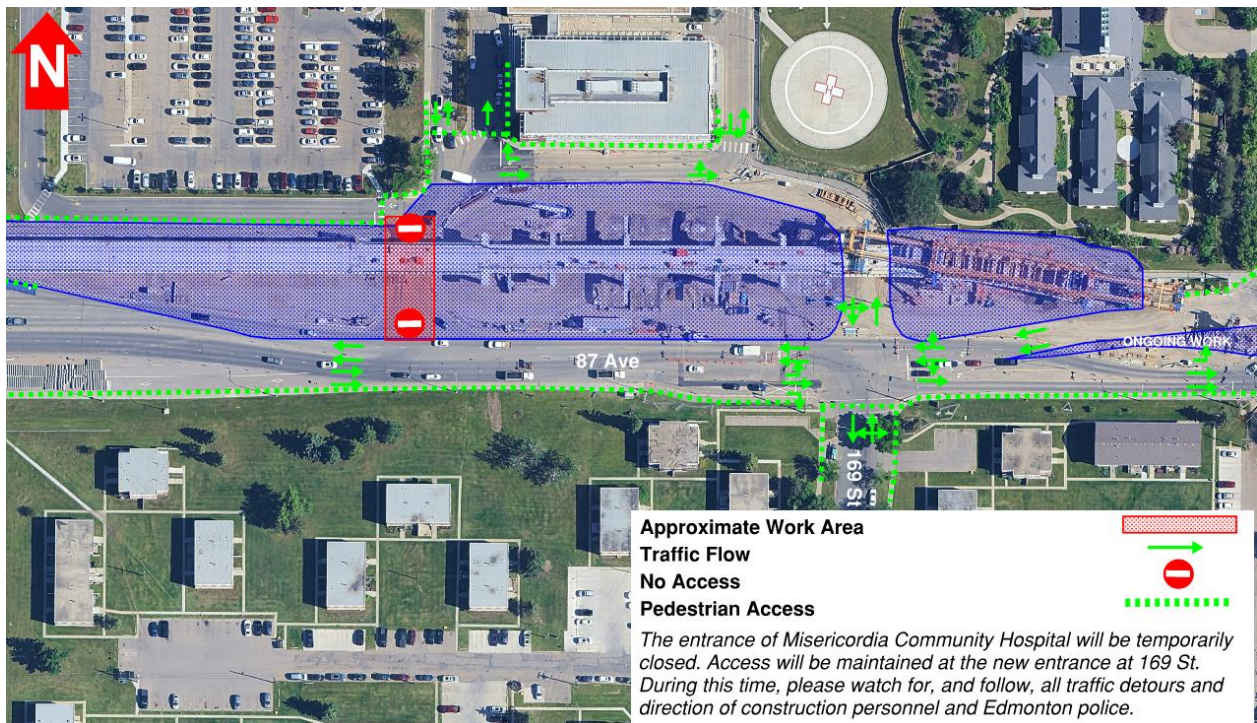 N
87 Ave
ONGOING WORK
169 St
Approximate Work Area
Traffic Flow
No Access
Pedestrian Access
The entrance of Misericordia Community Hospital will be temporarily
closed. Access will be maintained at the new entrance at 169 St.
During this time, please watch for, and follow, all traffic detours and
direction of construction personnel and Edmonton police.